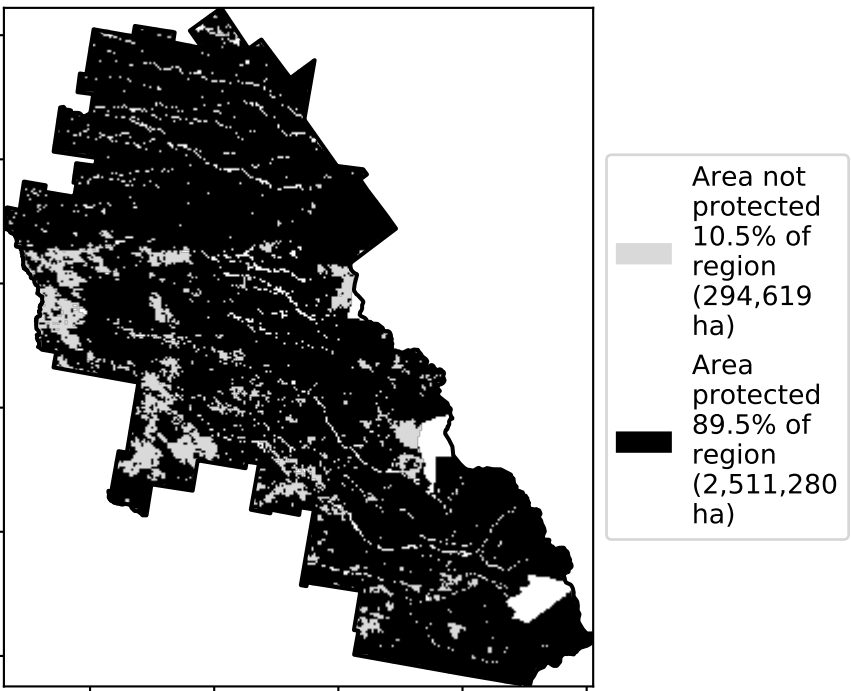 Area not
protected
10.5% of
region
(294,619
ha)
Area
protected
89.5% of
region
(2,511,280
ha)